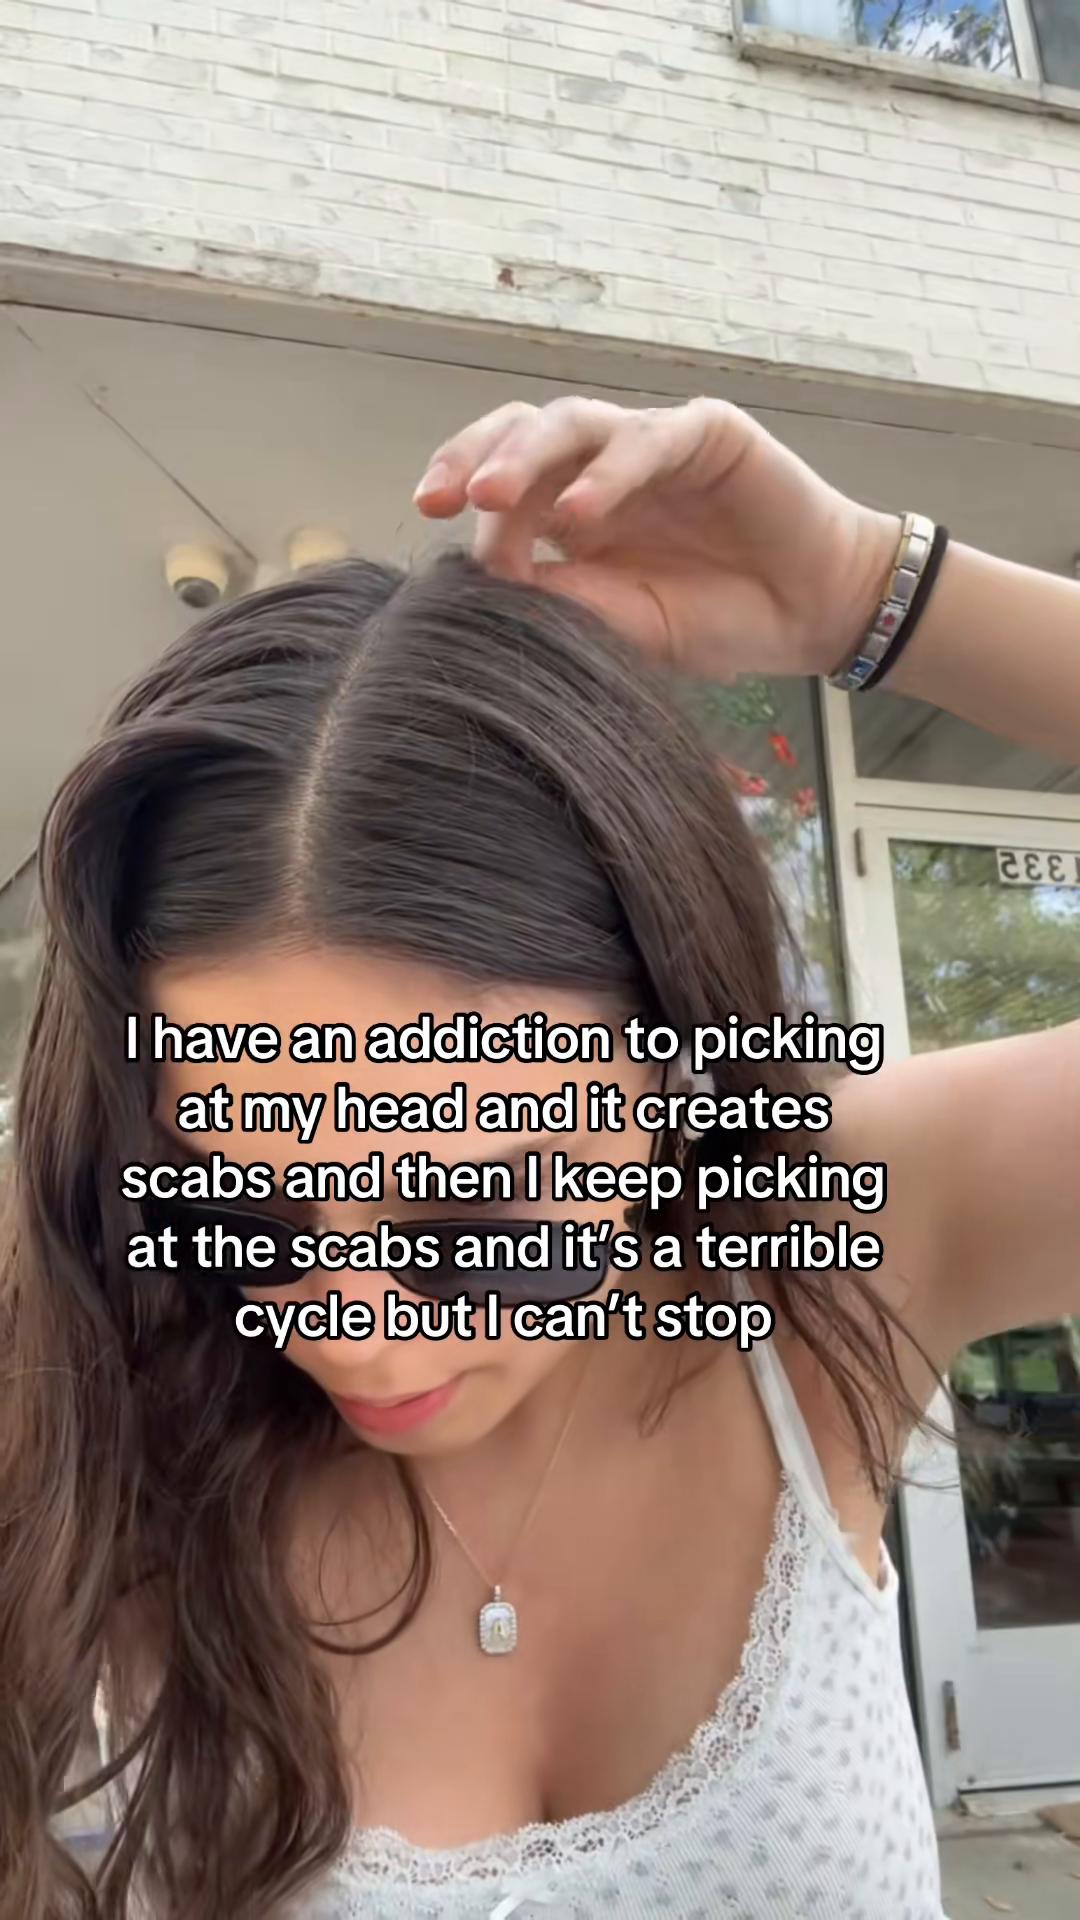 1335
I have an addiction to picking
at my head and it creates
scabs and then I keep picking
at the scabs and it’s a terrible
cycle but I can’t stop